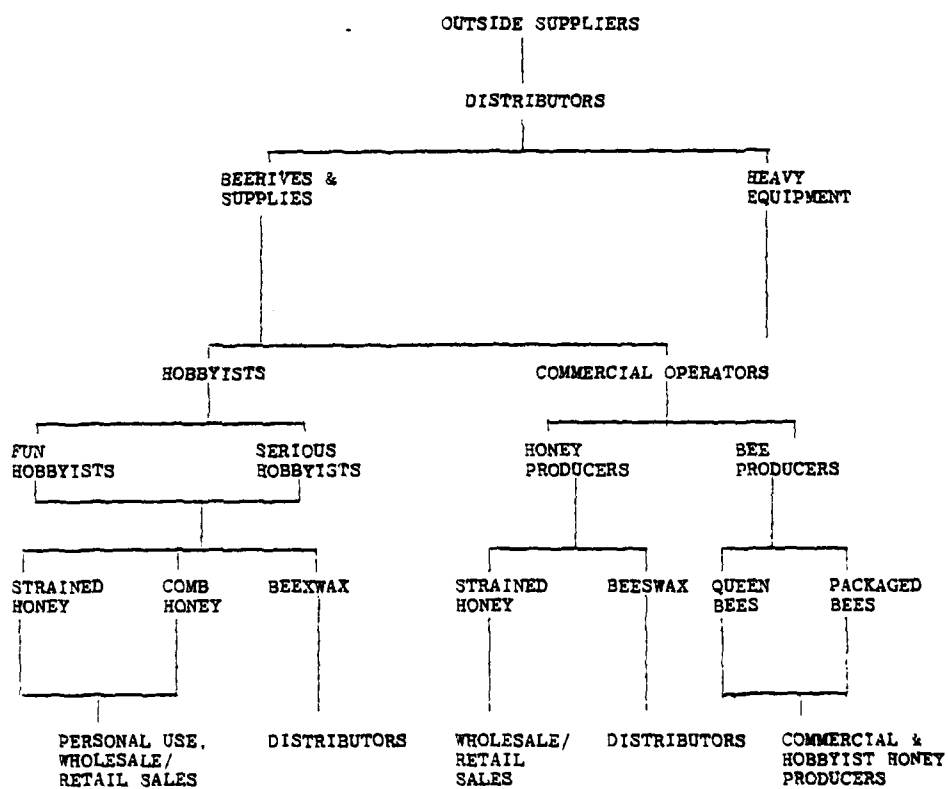 OUTSIDE SUPPLIERS
DISTRIBUTORS
BEEHIVES &
SUPPLIES
HEAVY
EQUIPMENT
HOBBYISTS
COMMERCIAL OPERATORS
FUN
HOBBYISTS
SERIOUS
HOBBYISTS
HONEY
PRODUCERS
BEE
PRODUCERS
STRAINED
HONEY
COMB
HONEY
BEEXWAX
STRAINED
HONEY
BEESWAX
QUEEN
BEES
PACKAGED
BEES
PERSONAL USE,
WHOLESALE/
RETAIL SALES
DISTRIBUTORS
WHOLESALE/
RETAIL
SALES
DISTRIBUTORS
COMMERCIAL &
HOBBYIST HONEY
PRODUCERS